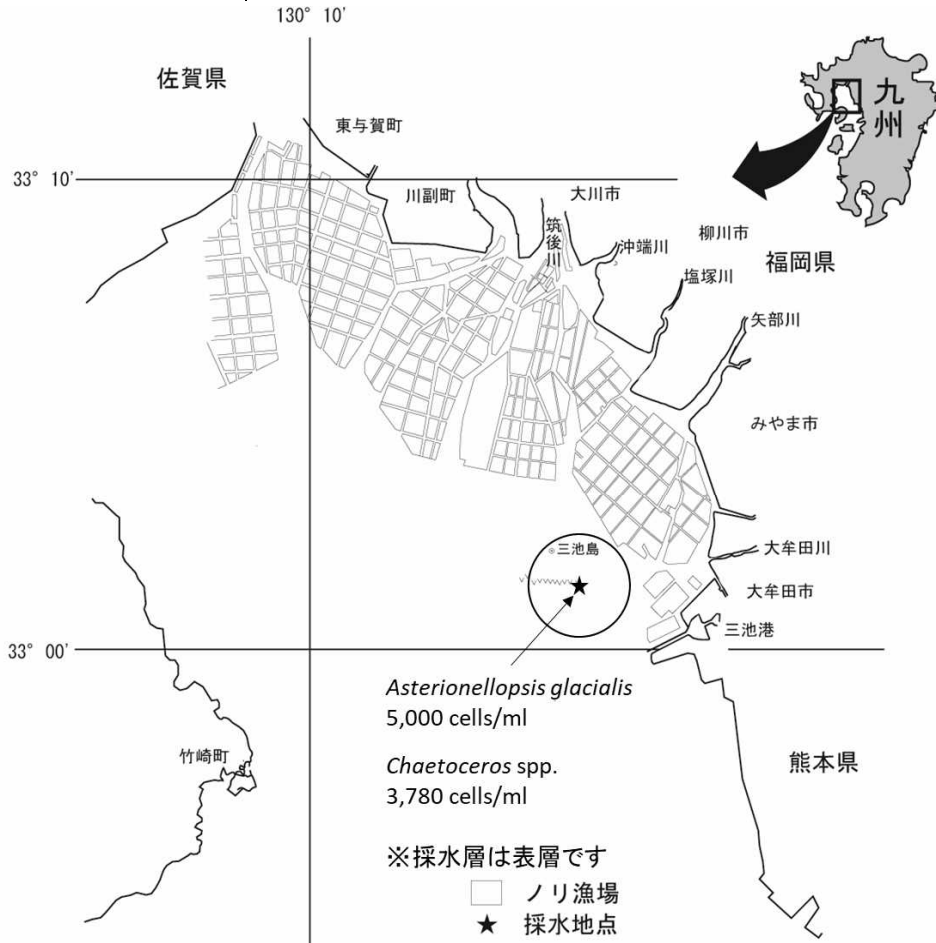 130° 10'
佐賀県
東与賀町
九州
33° 10'
川副町
大川市
筑後川
沖端川
柳川市
福岡県
塩塚川
矢部川
みやま市
三池島
大牟田川
大牟田市
三池港
33° 00'
Asterionellopsis glacialis
5,000 cells/ml
竹崎町
Chaetoceros spp.
3,780 cells/ml
熊本県
※採水層は表層です
ノリ漁場
★ 採水地点